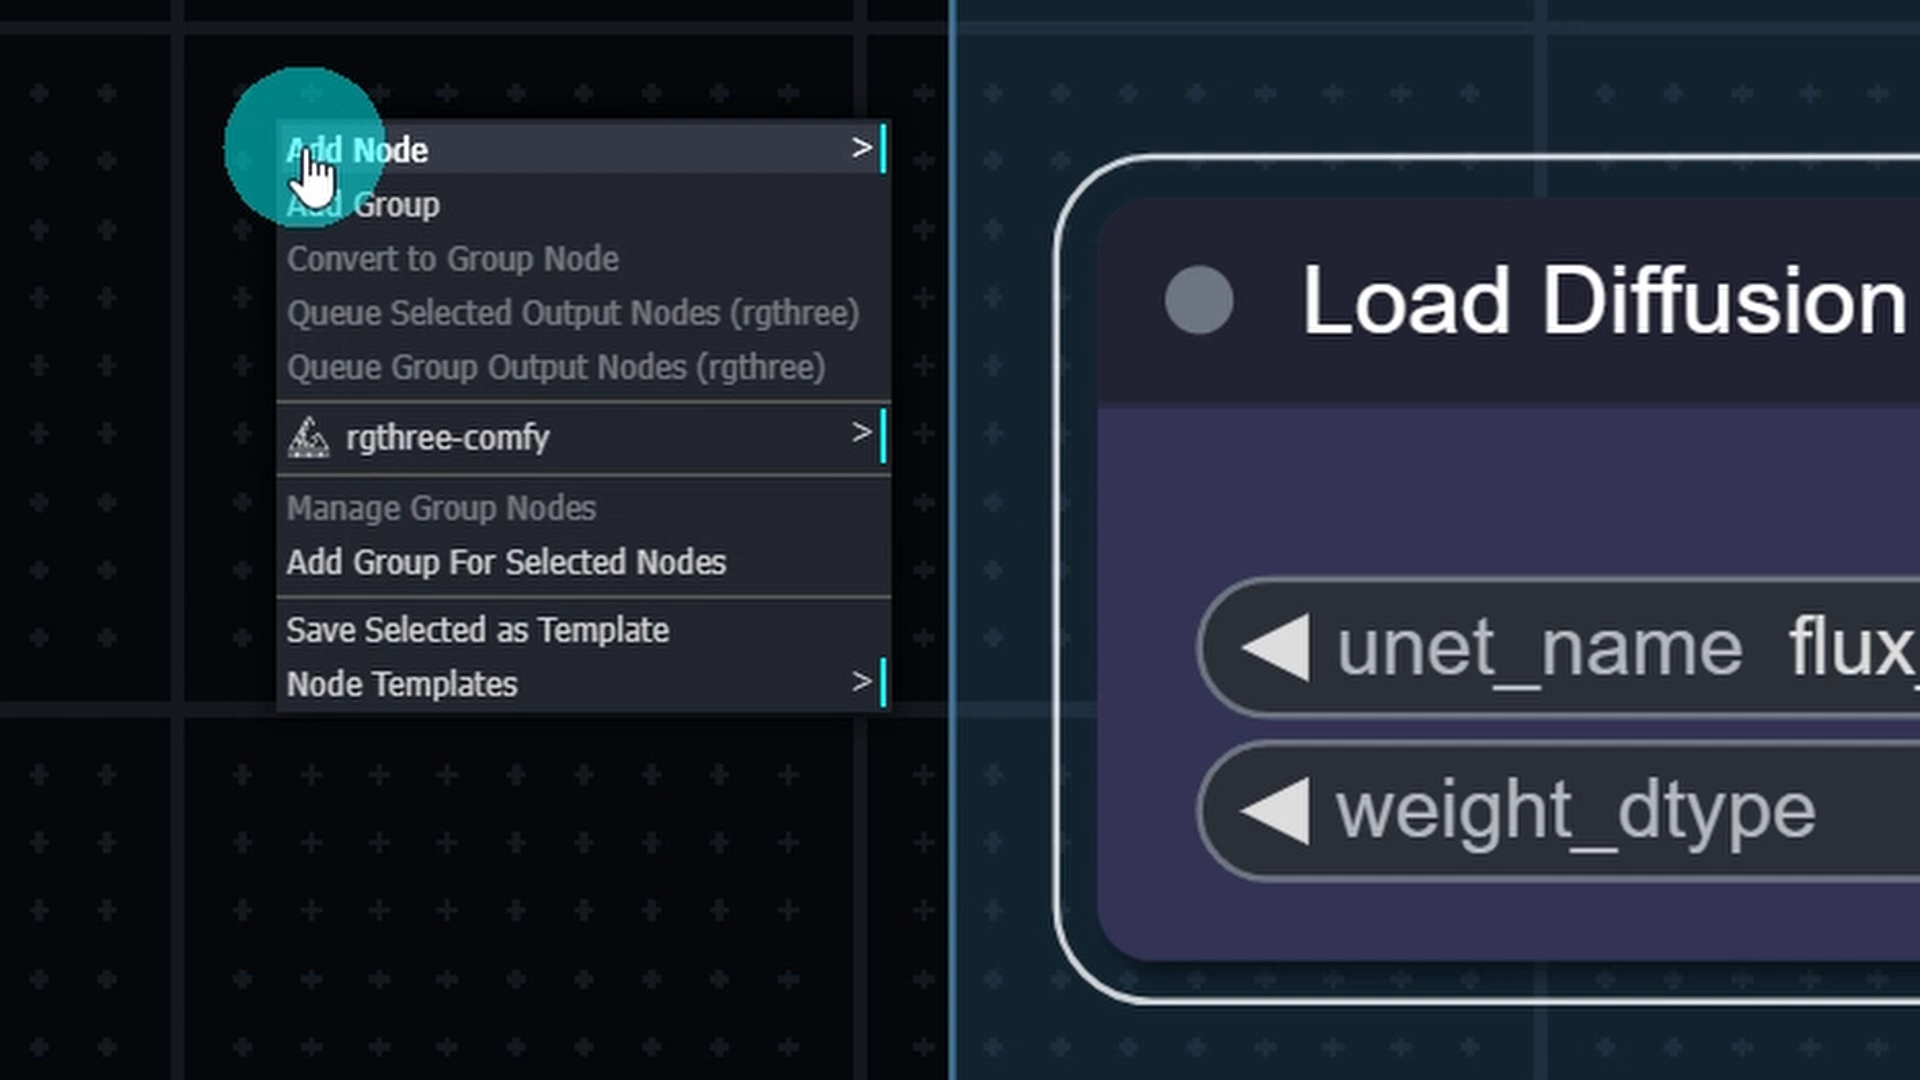 Add Node >
Add Group
Convert to Group Node
Queue Selected Output Nodes (rgthree)
Queue Group Output Nodes (rgthree)
rgthree-comfy >
Manage Group Nodes
Add Group For Selected Nodes
Save Selected as Template
Node Templates >
Load Diffusion
unet_name flux_
weight_dtype